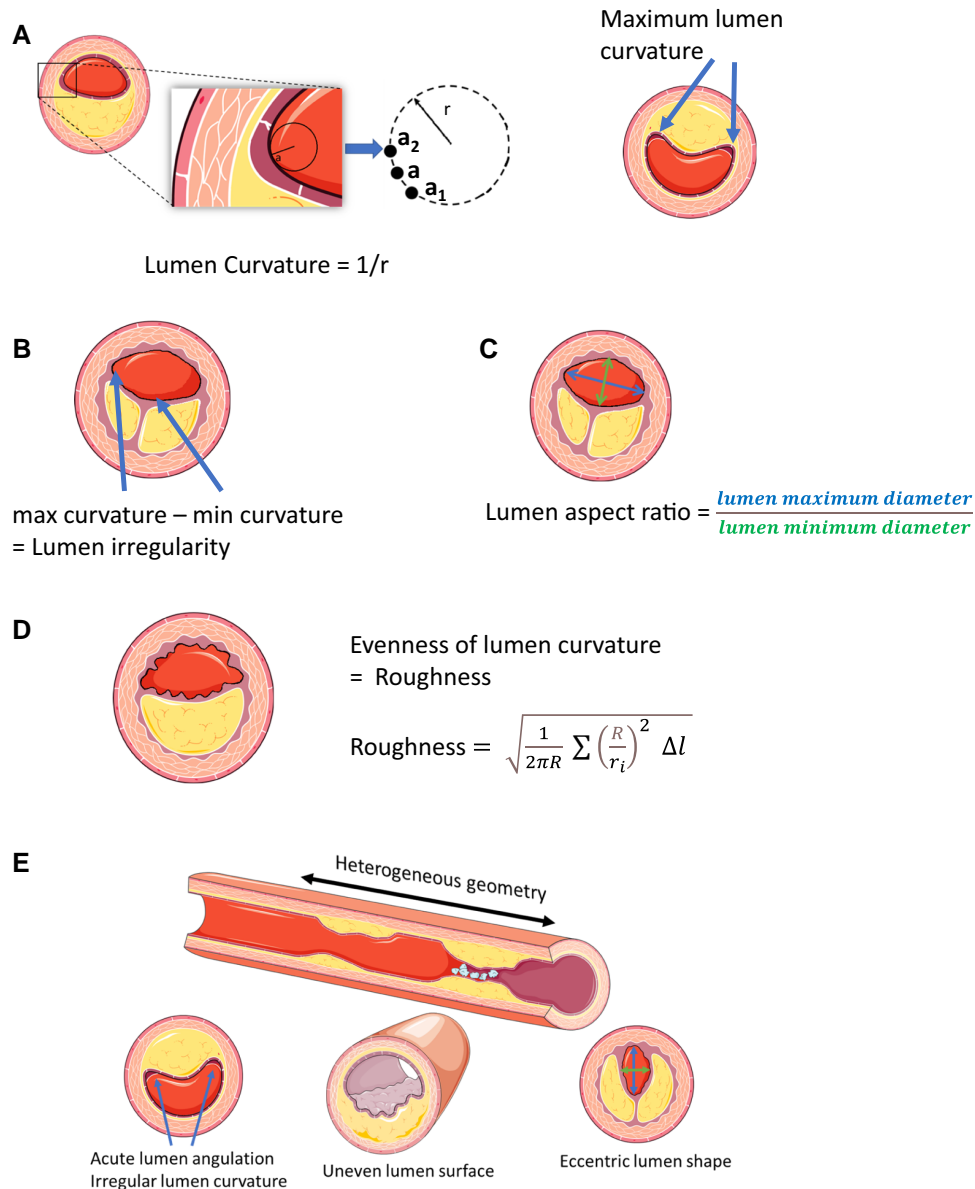 A
Maximum lumen
curvature
a
r
a₂
a
a₁
Lumen Curvature = 1/r
B
max curvature – min curvature
= Lumen irregularity
C
Lumen aspect ratio = lumen maximum diameter
lumen minimum diameter
D
Evenness of lumen curvature
= Roughness
Roughness = √(1/2πR ∑ (R/rᵢ)² Δl)
E
Heterogeneous geometry
Acute lumen angulation
Irregular lumen curvature
Uneven lumen surface
Eccentric lumen shape